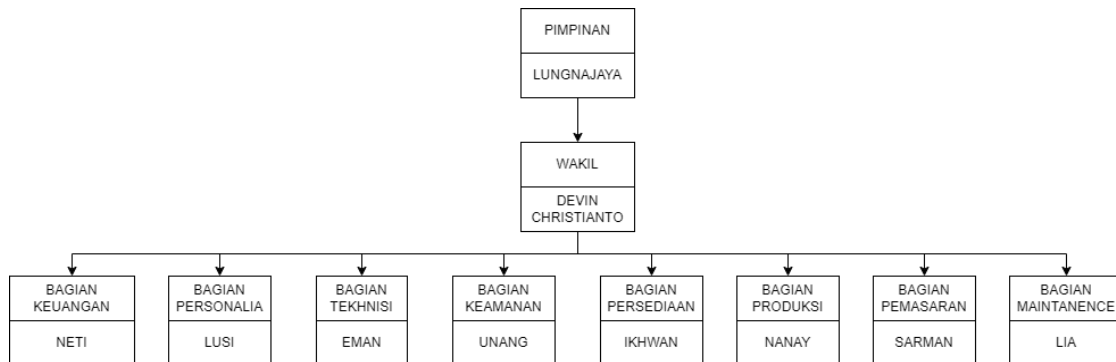 PIMPINAN
LUNGNAJAYA
WAKIL
DEVIN
CHRISTIANTO
BAGIAN
KEUANGAN
NETI
BAGIAN
PERSONALIA
LUSI
BAGIAN
TEKHNISI
EMAN
BAGIAN
KEAMANAN
UNANG
BAGIAN
PERSEDIAAN
IKHWAN
BAGIAN
PRODUKSI
NANAY
BAGIAN
PEMASARAN
SARMAN
BAGIAN
MAINTANENCE
LIA